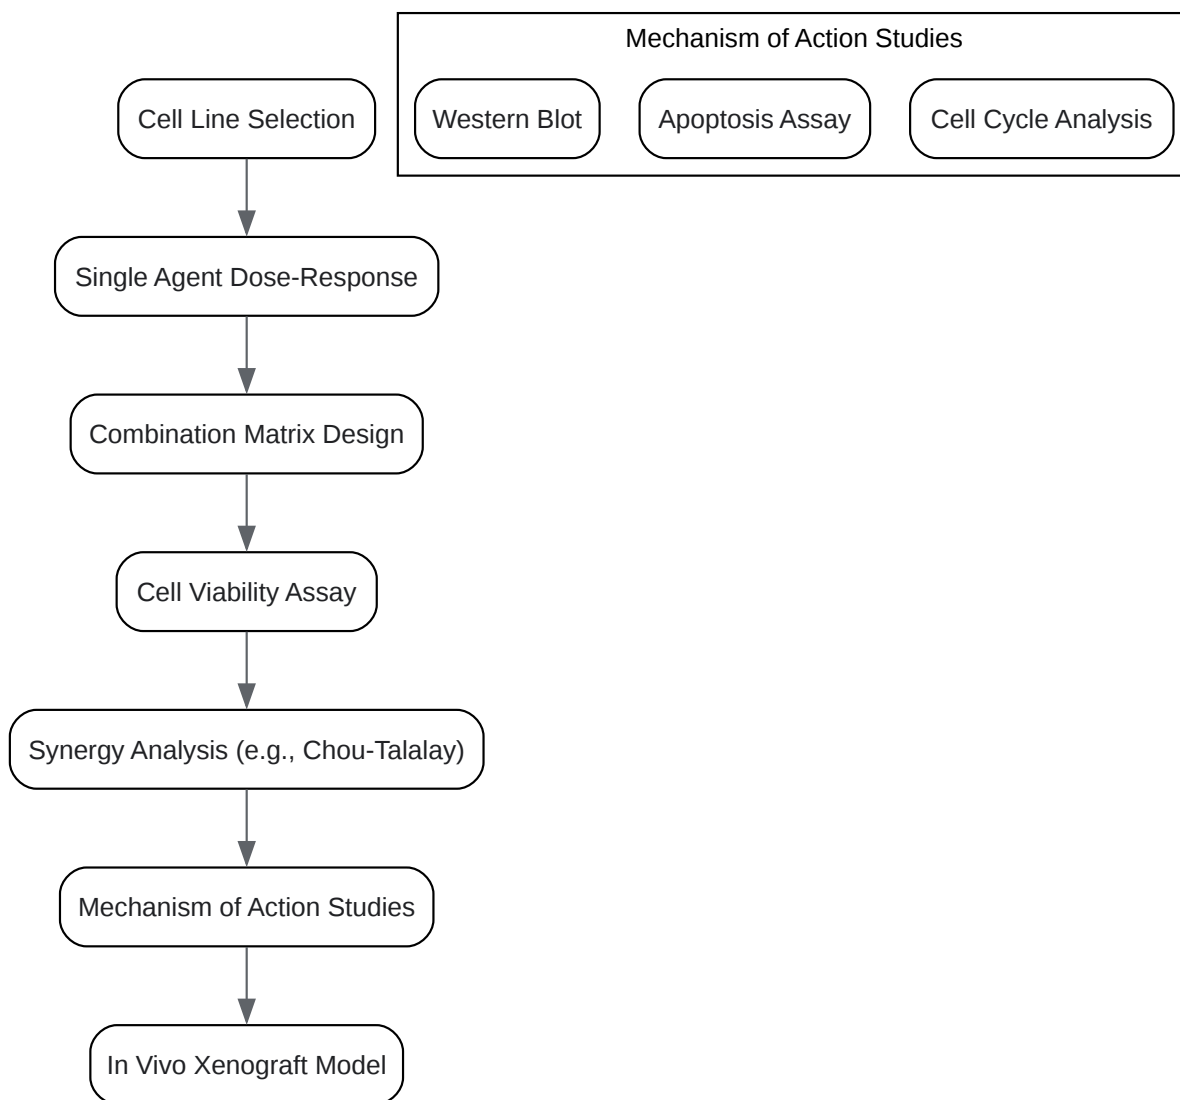 Mechanism of Action Studies
Cell Line Selection
Western Blot
Apoptosis Assay
Cell Cycle Analysis
Single Agent Dose-Response
Combination Matrix Design
Cell Viability Assay
Synergy Analysis (e.g., Chou-Talalay)
Mechanism of Action Studies
In Vivo Xenograft Model